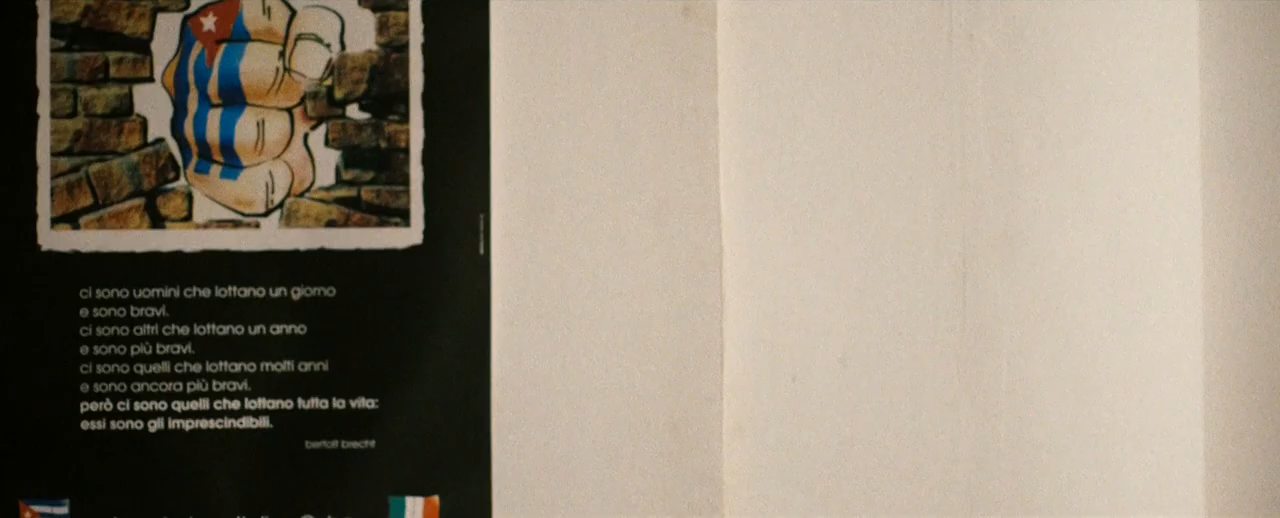 ci sono uomini che lottano un giorno
e sono bravi.
ci sono altri che lottano un anno
e sono più bravi.
ci sono quelli che lottano molti anni
e sono ancora più bravi.
però ci sono quelli che lottano tutta la vita:
essi sono gli imprescindibili.
bertolt brecht